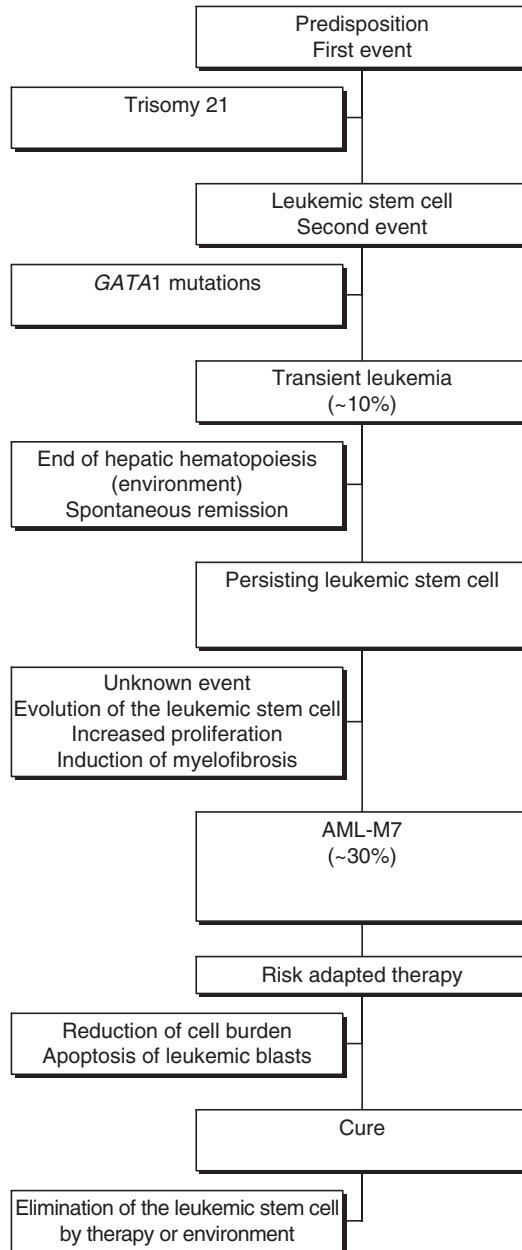 Predisposition
First event
Trisomy 21
Leukemic stem cell
Second event
GATA1 mutations
Transient leukemia
(~10%)
End of hepatic hematopoiesis
(environment)
Spontaneous remission
Persisting leukemic stem cell
Unknown event
Evolution of the leukemic stem cell
Increased proliferation
Induction of myelofibrosis
AML-M7
(~30%)
Risk adapted therapy
Reduction of cell burden
Apoptosis of leukemic blasts
Cure
Elimination of the leukemic stem cell
by therapy or environment